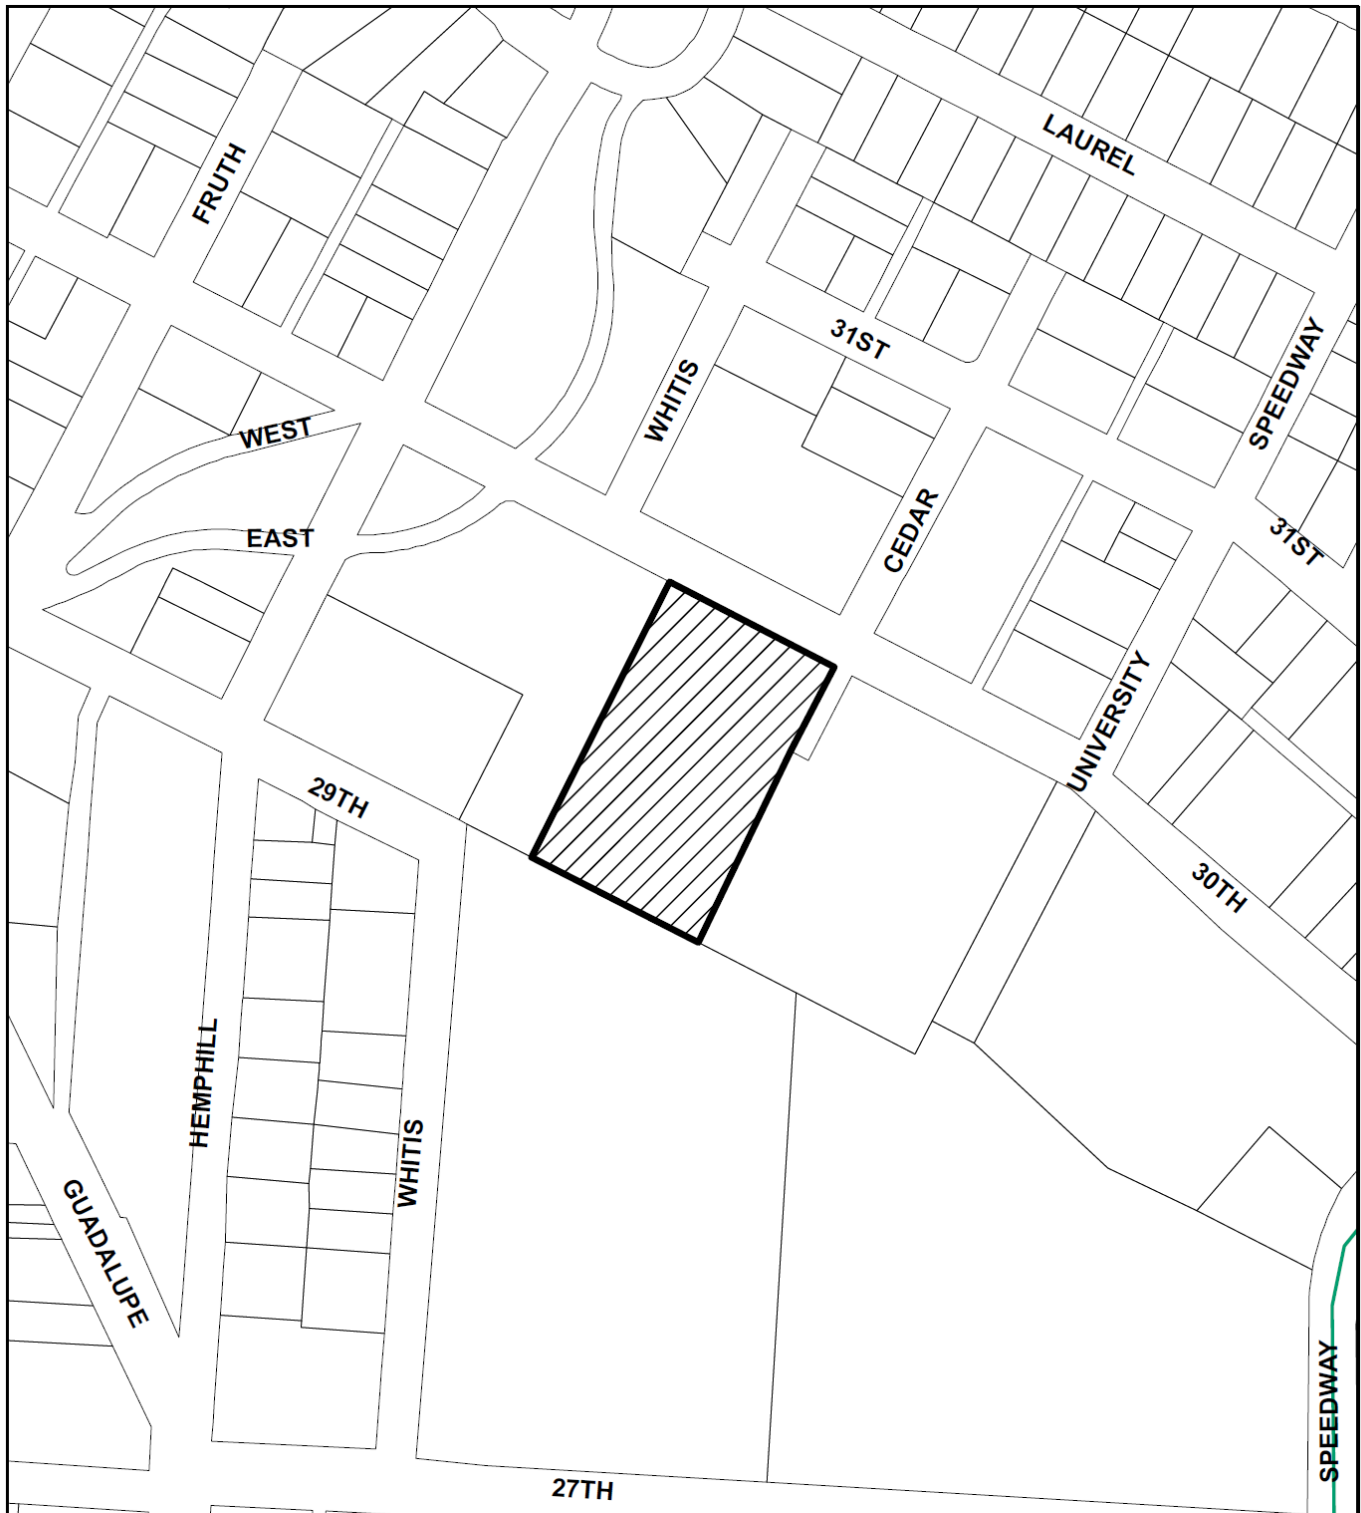 LAUREL
FRUTH
31ST
SPEEDWAY
WHITIS
WEST
CEDAR
31ST
EAST
UNIVERSITY
29TH
30TH
HEMPHILL
WHITIS
GUADALUPE
SPEEDWAY
27TH